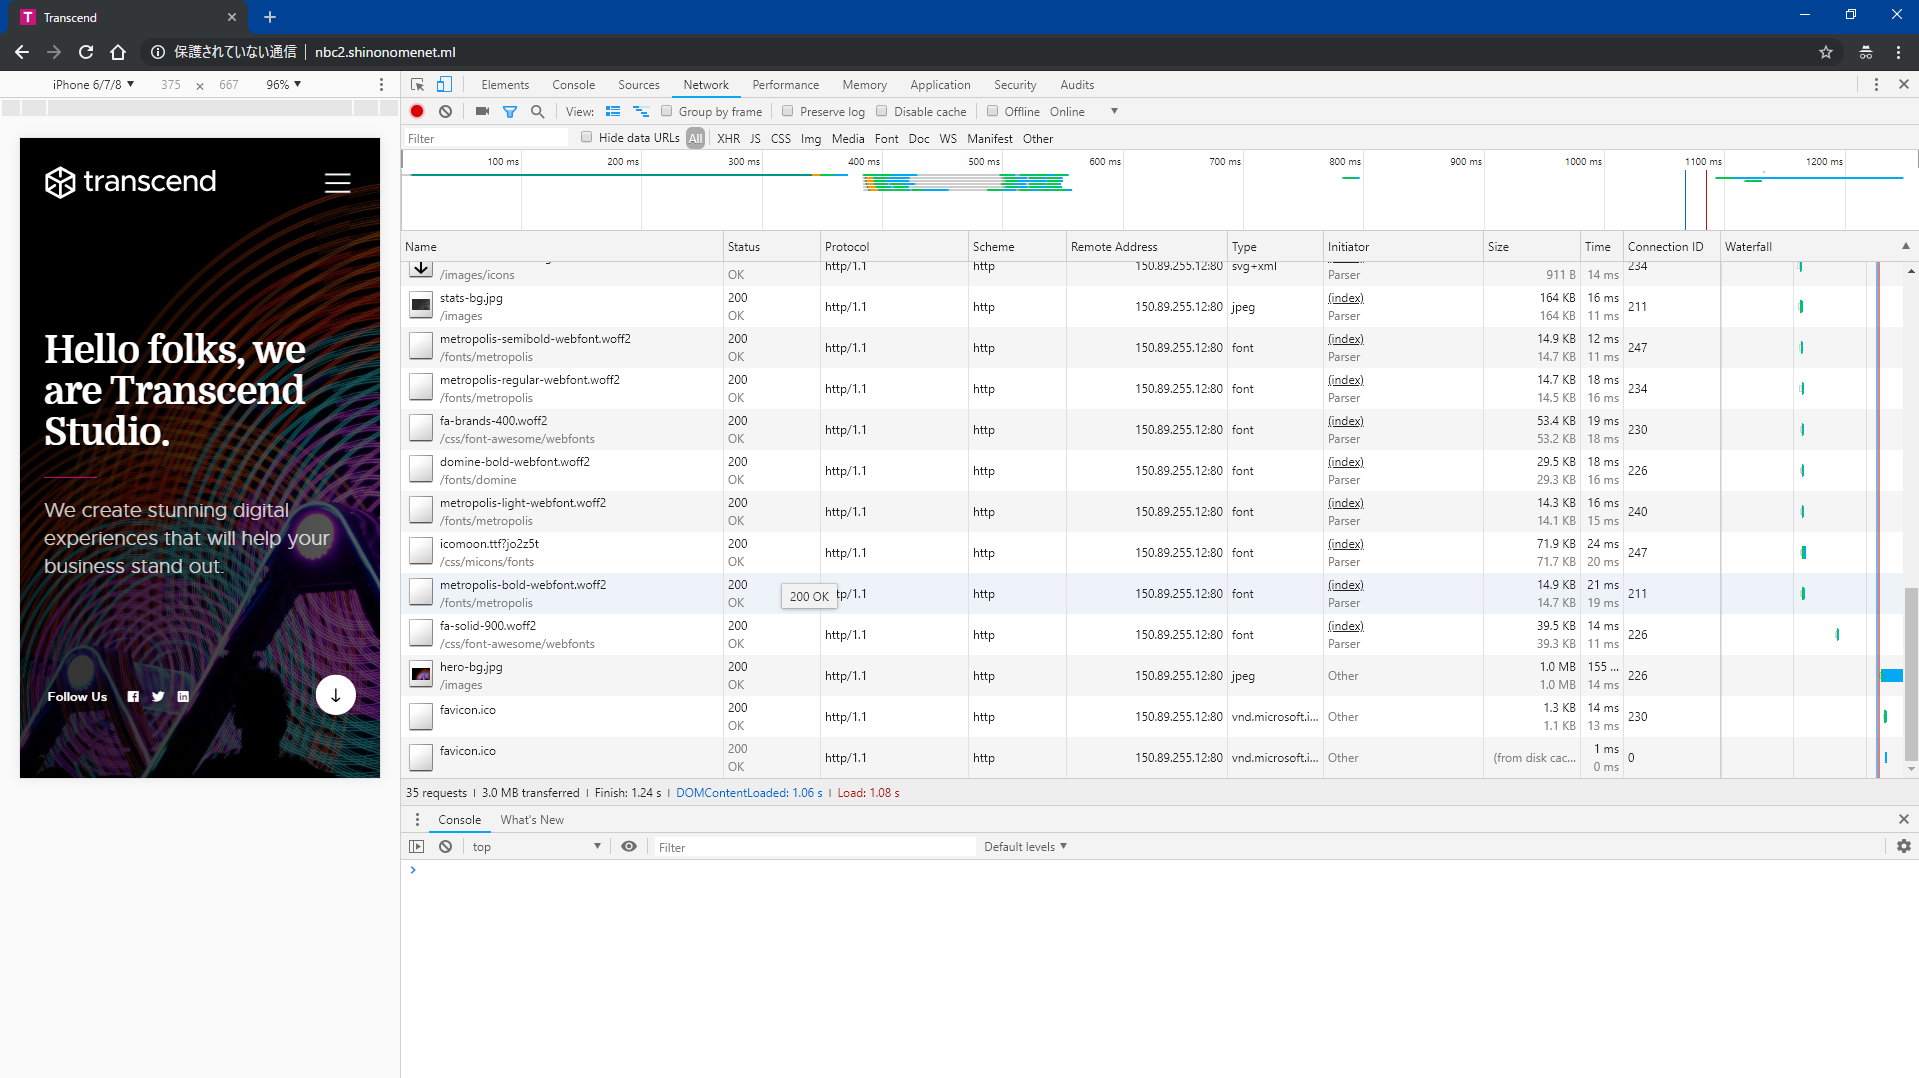 Transcend
保護されていない通信 nbc2.shinonomenet.ml
iPhone 6/7/8 375 x 667 96%
Elements Console Sources Network Performance Memory Application Security Audits
View: Group by frame Preserve log Disable cache Offline Online
Filter Hide data URLs All XHR JS CSS Img Media Font Doc WS Manifest Other
100 ms 200 ms 300 ms 400 ms 500 ms 600 ms 700 ms 800 ms 900 ms 1000 ms 1100 ms 1200 ms
transcend
Hello folks, we
are Transcend
Studio.
We create stunning digital
experiences that will help your
business stand out.
Follow Us
Name Status Protocol Scheme Remote Address Type Initiator Size Time Connection ID Waterfall
http/1.1 http 150.89.255.12:80 svg+xml 234
/images/icons OK Parser 911 B 14 ms
stats-bg.jpg 200 (index) 164 KB 16 ms
http/1.1 http 150.89.255.12:80 jpeg 211
/images OK Parser 164 KB 11 ms
metropolis-semibold-webfont.woff2 200 (index) 14.9 KB 12 ms
http/1.1 http 150.89.255.12:80 font 247
/fonts/metropolis OK Parser 14.7 KB 11 ms
metropolis-regular-webfont.woff2 200 (index) 14.7 KB 18 ms
http/1.1 http 150.89.255.12:80 font 234
/fonts/metropolis OK Parser 14.5 KB 16 ms
fa-brands-400.woff2 200 (index) 53.4 KB 19 ms
http/1.1 http 150.89.255.12:80 font 230
/css/font-awesome/webfonts OK Parser 53.2 KB 18 ms
domine-bold-webfont.woff2 200 (index) 29.5 KB 18 ms
http/1.1 http 150.89.255.12:80 font 226
/fonts/domine OK Parser 29.3 KB 16 ms
metropolis-light-webfont.woff2 200 (index) 14.3 KB 16 ms
http/1.1 http 150.89.255.12:80 font 240
/fonts/metropolis OK Parser 14.1 KB 15 ms
icomoon.ttf?jo2z5t 200 (index) 71.9 KB 24 ms
http/1.1 http 150.89.255.12:80 font 247
/css/micons/fonts OK Parser 71.7 KB 20 ms
metropolis-bold-webfont.woff2 200 (index) 14.9 KB 21 ms
200 OK tp/1.1 http 150.89.255.12:80 font 211
/fonts/metropolis OK Parser 14.7 KB 19 ms
fa-solid-900.woff2 200 (index) 39.5 KB 14 ms
http/1.1 http 150.89.255.12:80 font 226
/css/font-awesome/webfonts OK Parser 39.3 KB 11 ms
hero-bg.jpg 200 1.0 MB 155 ...
http/1.1 http 150.89.255.12:80 jpeg Other 226
/images OK 1.0 MB 14 ms
favicon.ico 200 1.3 KB 14 ms
http/1.1 http 150.89.255.12:80 vnd.microsoft.i... Other 230
OK 1.1 KB 13 ms
favicon.ico 200 1 ms
http/1.1 http 150.89.255.12:80 vnd.microsoft.i... Other (from disk cac... 0
OK 0 ms
35 requests | 3.0 MB transferred | Finish: 1.24 s | DOMContentLoaded: 1.06 s | Load: 1.08 s
Console What's New
top Filter Default levels